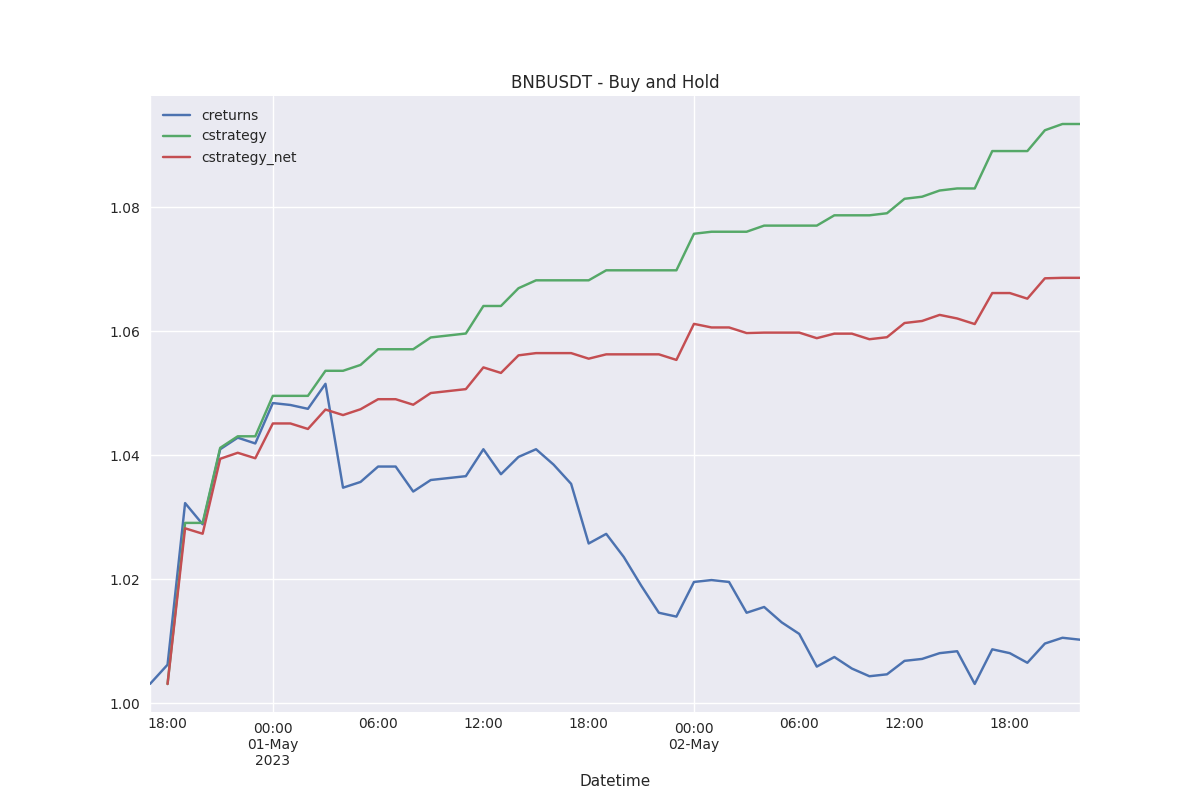 BNBUSDT - Buy and Hold
creturns
cstrategy
cstrategy_net
1.08
1.06
1.04
1.02
1.00
18:00
00:00
01-May
2023
06:00
12:00
18:00
00:00
02-May
06:00
12:00
18:00
Datetime